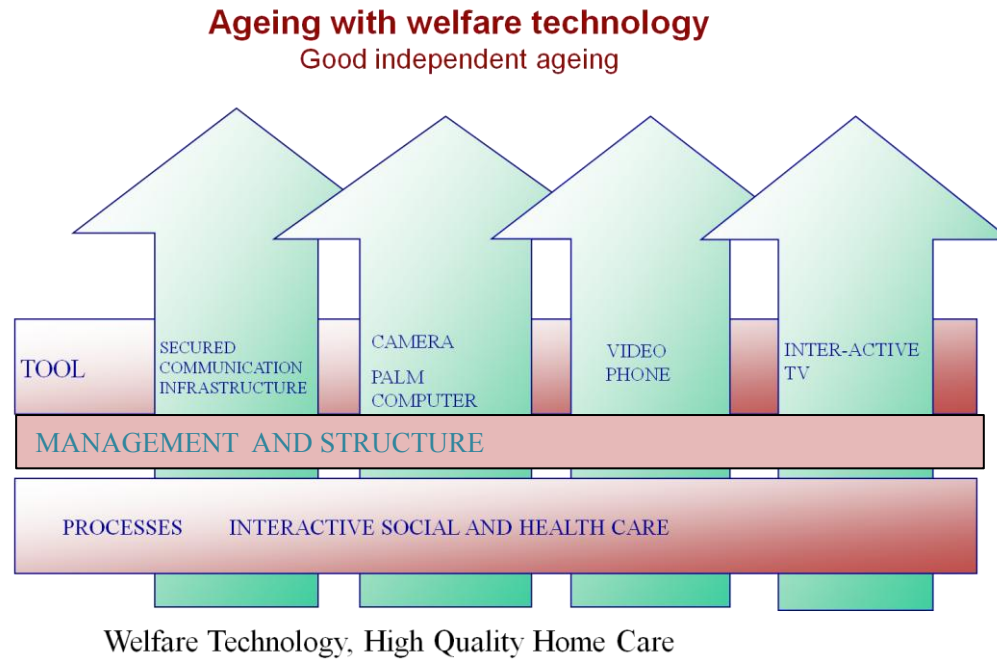 Ageing with welfare technology
Good independent ageing
TOOL
SECURED
COMMUNICATION
INFRASTRUCTURE
CAMERA
PALM
COMPUTER
VIDEO
PHONE
INTER-ACTIVE
TV
MANAGEMENT AND STRUCTURE
PROCESSES INTERACTIVE SOCIAL AND HEALTH CARE
Welfare Technology, High Quality Home Care